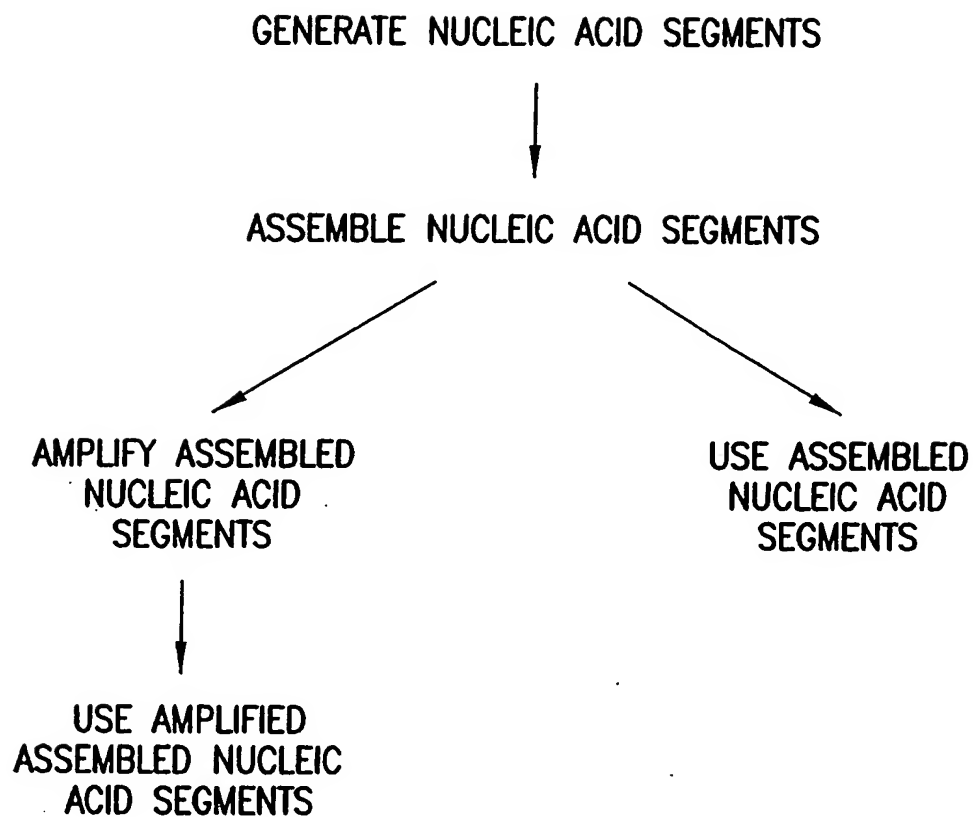 GENERATE NUCLEIC ACID SEGMENTS
ASSEMBLE NUCLEIC ACID SEGMENTS
AMPLIFY ASSEMBLED
NUCLEIC ACID
SEGMENTS
USE ASSEMBLED
NUCLEIC ACID
SEGMENTS
USE AMPLIFIED
ASSEMBLED NUCLEIC
ACID SEGMENTS